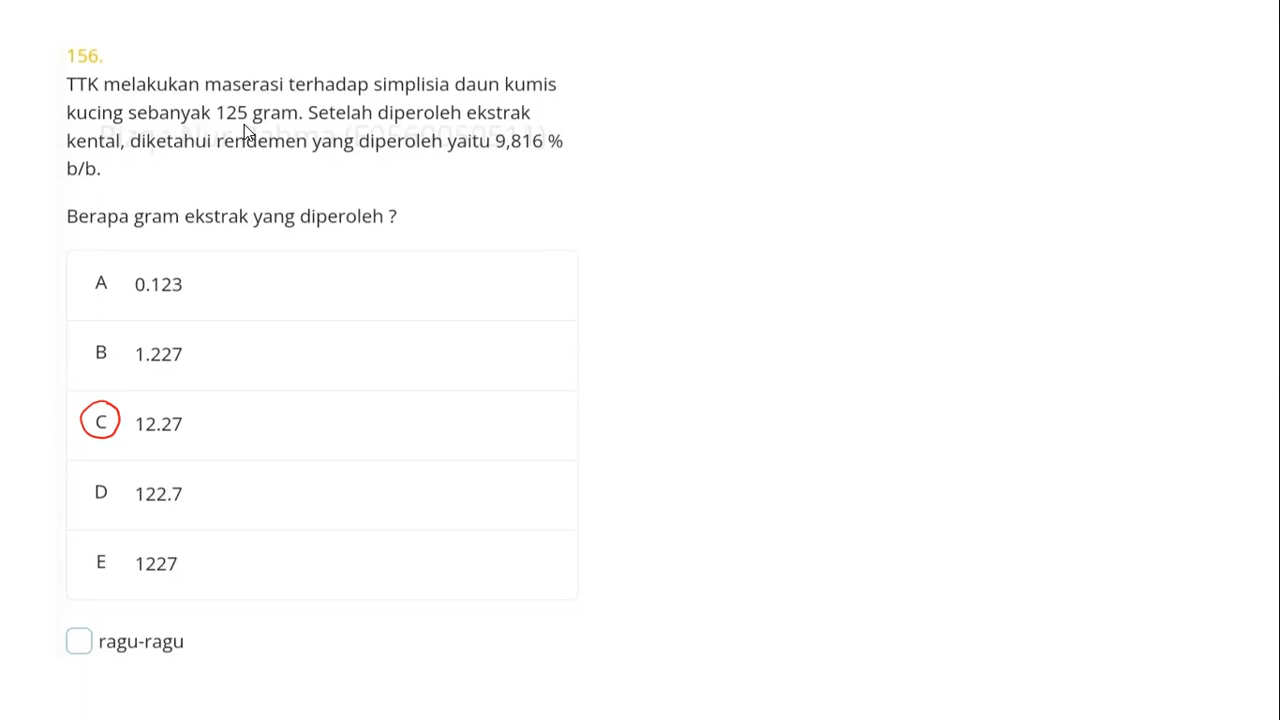 156.
TTK melakukan maserasi terhadap simplisia daun kumis
kucing sebanyak 125 gram. Setelah diperoleh ekstrak
kental, diketahui rendemen yang diperoleh yaitu 9,816 %
b/b.
Berapa gram ekstrak yang diperoleh ?
A 0.123
B 1.227
C 12.27
D 122.7
E 1227
ragu-ragu